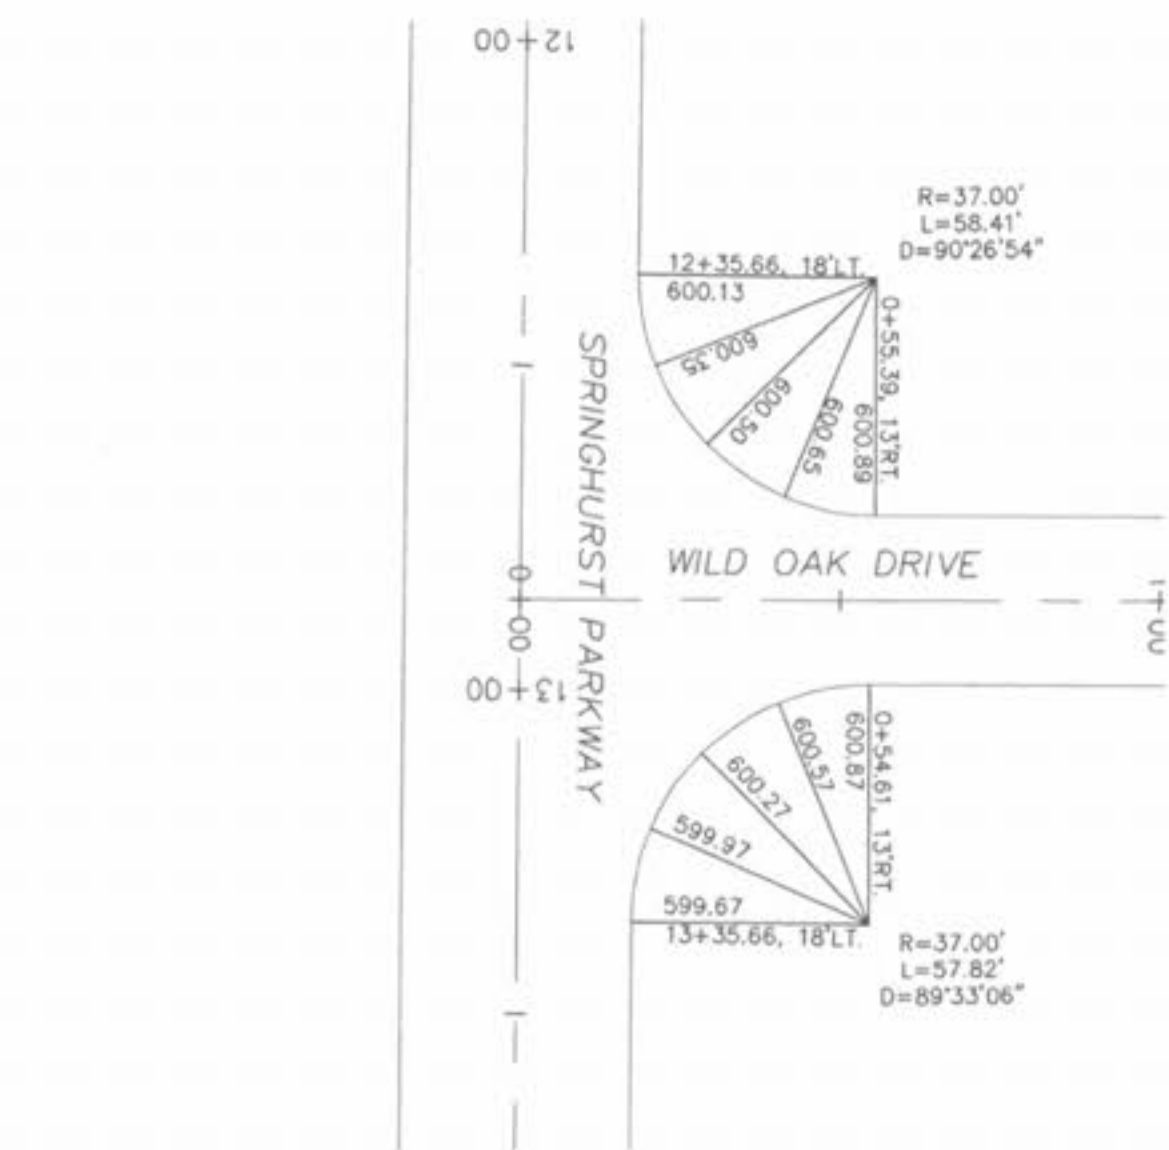 12+00
R=37.00'
L=58.41'
D=90°26'54"
12+35.66, 18'LT.
600.13
600.35
600.50
600.65
600.89
0+55.39, 13'RT.
SPRINGHURST PARKWAY
WILD OAK DRIVE
0+00
1+00
13+00
0+54.61, 13'RT.
600.87
600.57
600.27
599.97
599.67
13+35.66, 18'LT.
R=37.00'
L=57.82'
D=89°33'06"